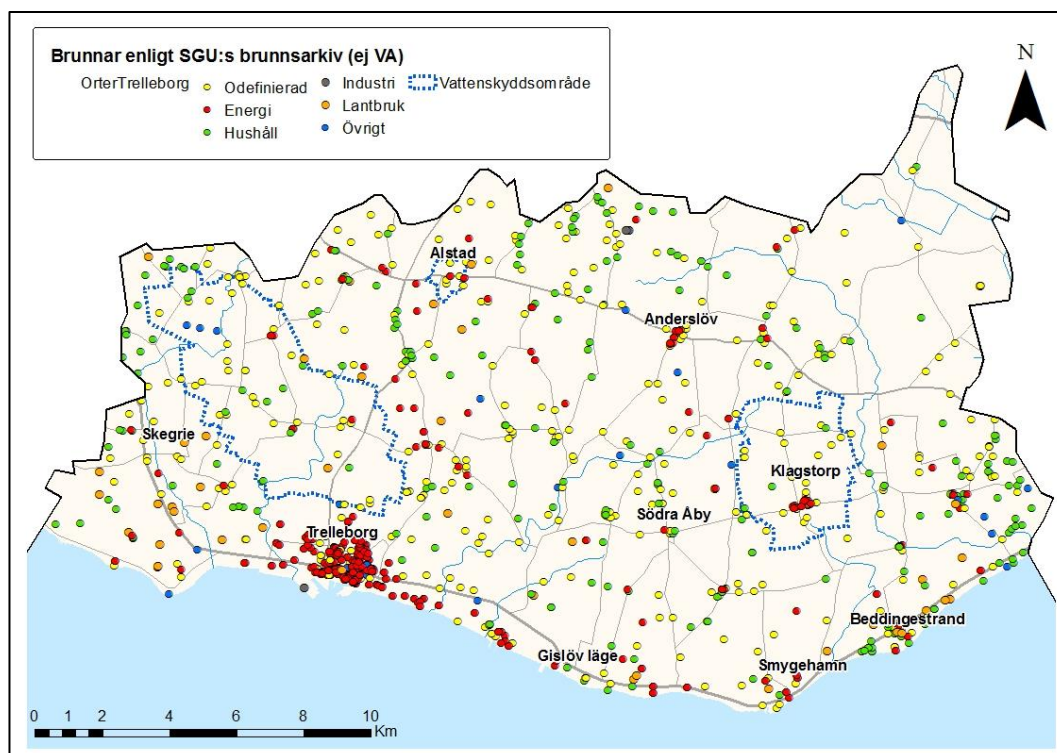 Brunnar enligt SGU:s brunnsarkiv (ej VA)
OrterTrelleborg
Odefinierad
Energi
Hushåll
Industri
Lantbruk
Övrigt
Vattenskyddsområde
N
Alstad
Anderslöv
Skegrie
Klagstorp
Södra Åby
Trelleborg
Beddingestrand
Gislöv läge
Smygehamn
0 1 2 4 6 8 10
Km